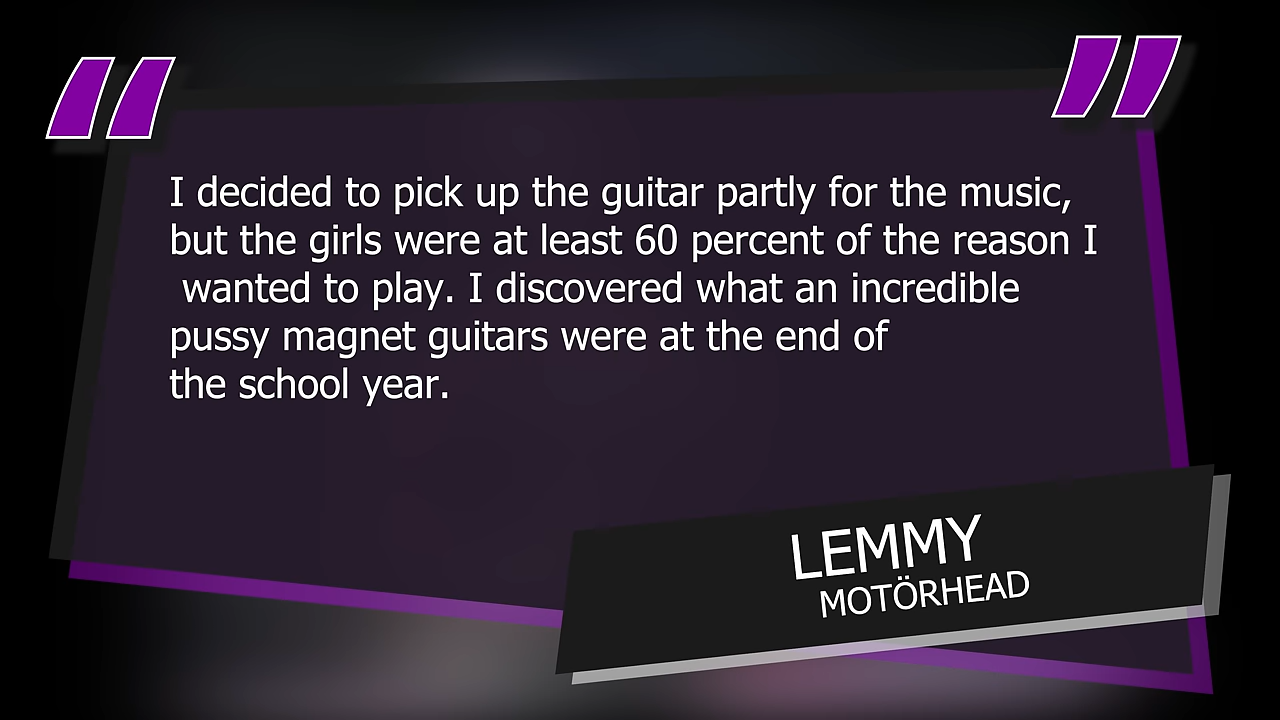 I decided to pick up the guitar partly for the music,
but the girls were at least 60 percent of the reason I
wanted to play. I discovered what an incredible
pussy magnet guitars were at the end of
the school year.
LEMMY
MOTÖRHEAD